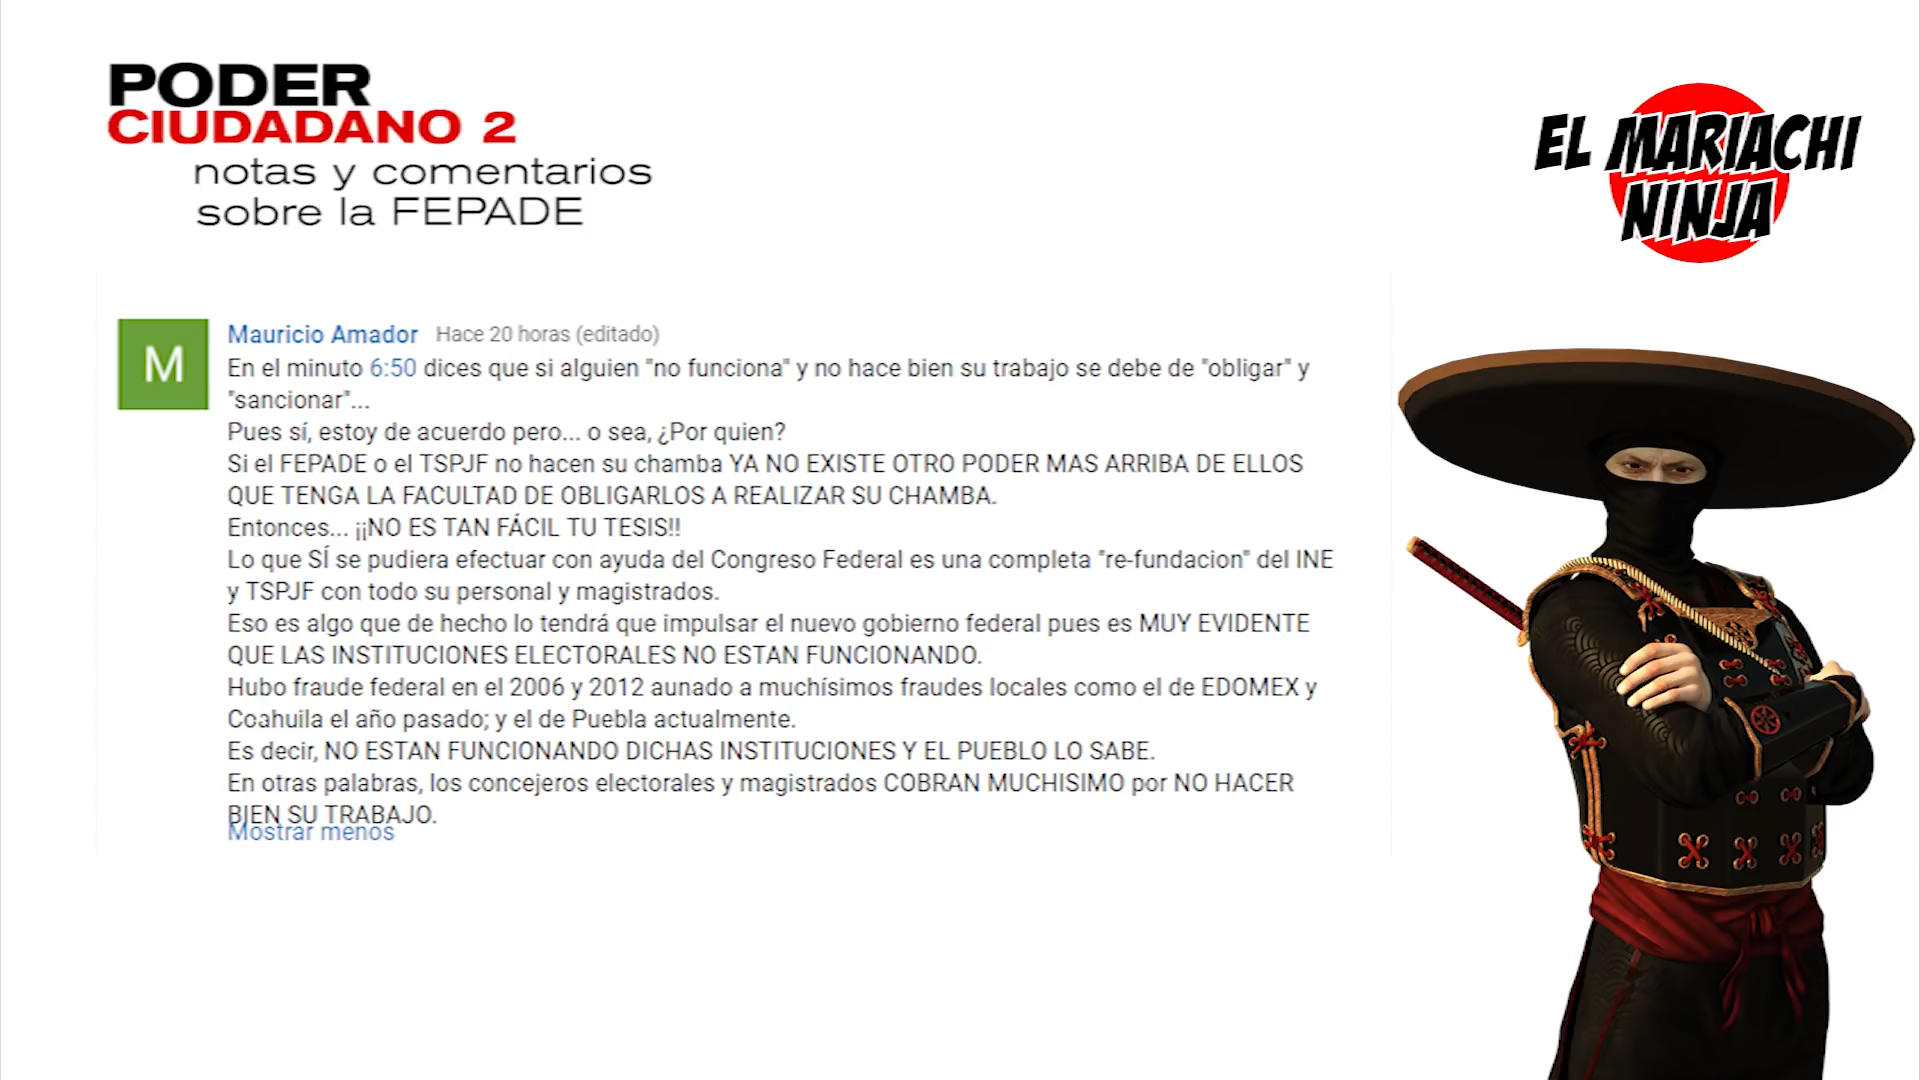 PODER
CIUDADANO 2
notas y comentarios
sobre la FEPADE
EL MARIACHI
NINJA
M
Mauricio Amador Hace 20 horas (editado)
En el minuto 6:50 dices que si alguien "no funciona" y no hace bien su trabajo se debe de "obligar" y
"sancionar"...
Pues sí, estoy de acuerdo pero... o sea, ¿Por quien?
Si el FEPADE o el TSPJF no hacen su chamba YA NO EXISTE OTRO PODER MAS ARRIBA DE ELLOS
QUE TENGA LA FACULTAD DE OBLIGARLOS A REALIZAR SU CHAMBA.
Entonces... ¡¡NO ES TAN FÁCIL TU TESIS!!
Lo que SÍ se pudiera efectuar con ayuda del Congreso Federal es una completa "re-fundacion" del INE
y TSPJF con todo su personal y magistrados.
Eso es algo que de hecho lo tendrá que impulsar el nuevo gobierno federal pues es MUY EVIDENTE
QUE LAS INSTITUCIONES ELECTORALES NO ESTAN FUNCIONANDO.
Hubo fraude federal en el 2006 y 2012 aunado a muchísimos fraudes locales como el de EDOMEX y
Coahuila el año pasado; y el de Puebla actualmente.
Es decir, NO ESTAN FUNCIONANDO DICHAS INSTITUCIONES Y EL PUEBLO LO SABE.
En otras palabras, los concejeros electorales y magistrados COBRAN MUCHISIMO por NO HACER
BIEN SU TRABAJO.
Mostrar menos